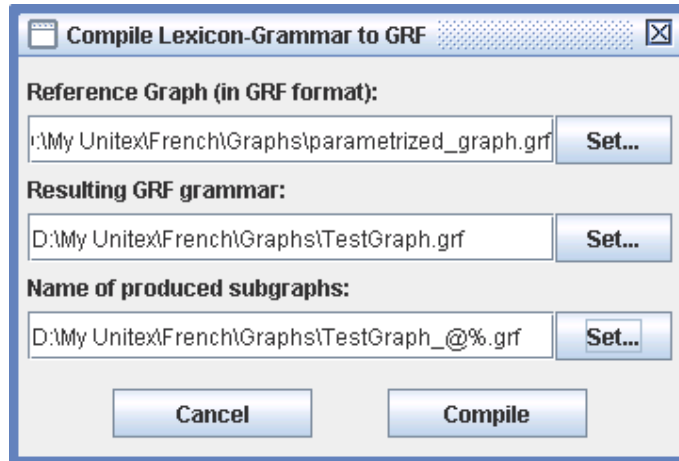 Compile Lexicon-Grammar to GRF
Reference Graph (in GRF format):
:\My Unitex\French\Graphs\parametrized_graph.grf
Set...
Resulting GRF grammar:
D:\My Unitex\French\Graphs\TestGraph.grf
Set...
Name of produced subgraphs:
D:\My Unitex\French\Graphs\TestGraph_@%.grf
Set...
Cancel
Compile